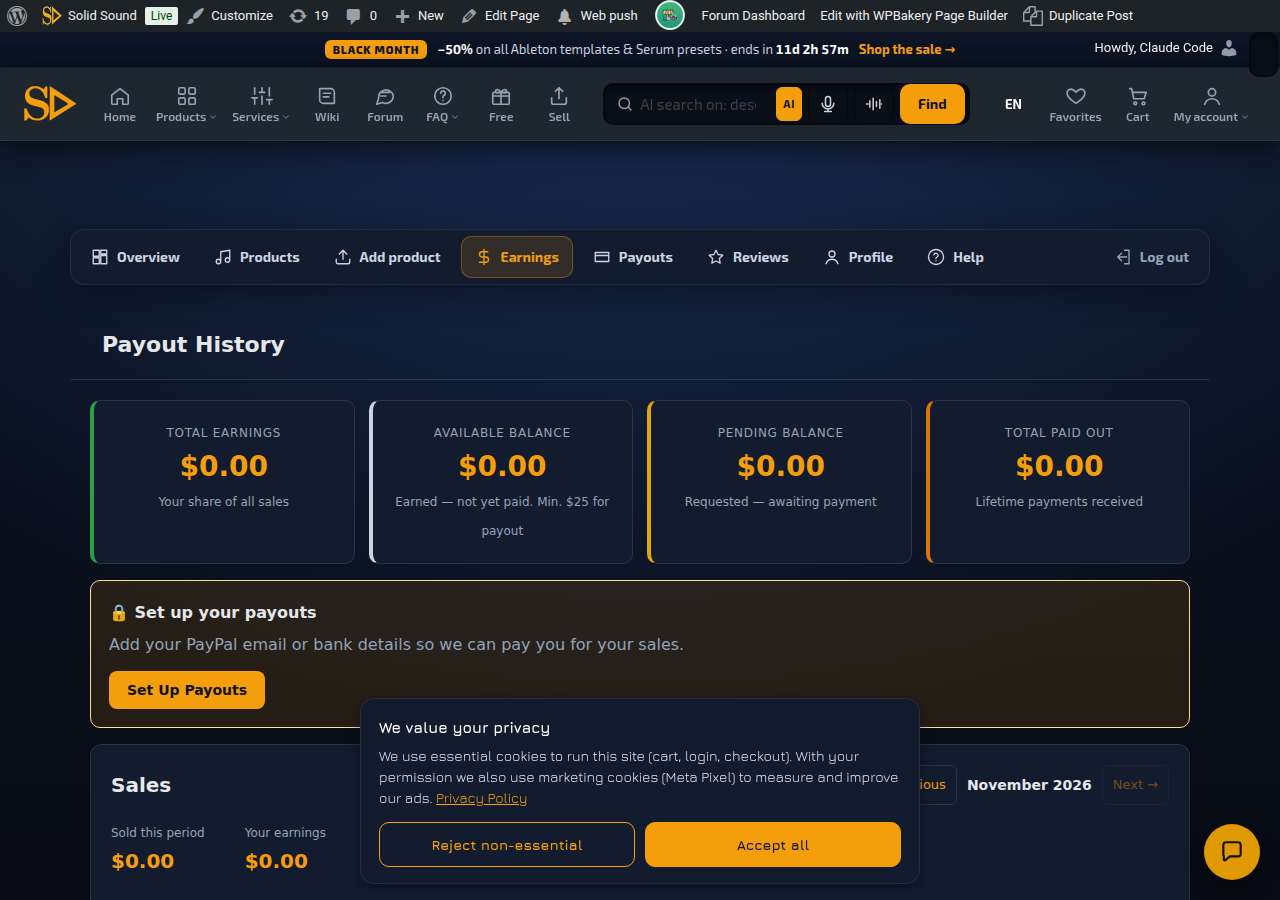 Solid Sound Live Customize 19 0 New Edit Page Web push Forum Dashboard Edit with WPBakery Page Builder Duplicate Post
BLACK MONTH −50% on all Ableton templates & Serum presets · ends in 11d 2h 57m Shop the sale →
Howdy, Claude Code
Home Products Services Wiki Forum FAQ Free Sell
AI search on: des AI Find
EN Favorites Cart My account
Overview Products Add product Earnings Payouts Reviews Profile Help Log out
Payout History
TOTAL EARNINGS
$0.00
Your share of all sales
AVAILABLE BALANCE
$0.00
Earned — not yet paid. Min. $25 for
payout
PENDING BALANCE
$0.00
Requested — awaiting payment
TOTAL PAID OUT
$0.00
Lifetime payments received
🔒 Set up your payouts
Add your PayPal email or bank details so we can pay you for your sales.
Set Up Payouts
Sales
ious November 2026 Next →
Sold this period
$0.00
Your earnings
$0.00
We value your privacy
We use essential cookies to run this site (cart, login, checkout). With your
permission we also use marketing cookies (Meta Pixel) to measure and improve
our ads. Privacy Policy
Reject non-essential Accept all